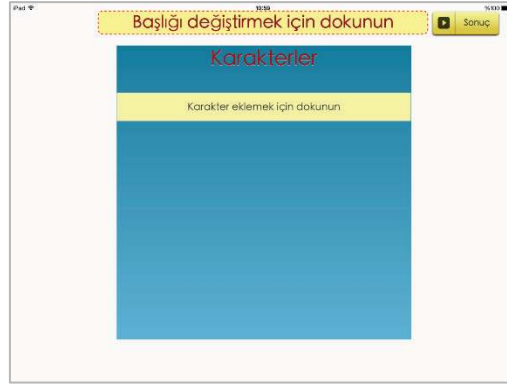 iPad
10:59
%100
Başlığı değiştirmek için dokunun
Sonuç
Karakterler
Karakter eklemek için dokunun